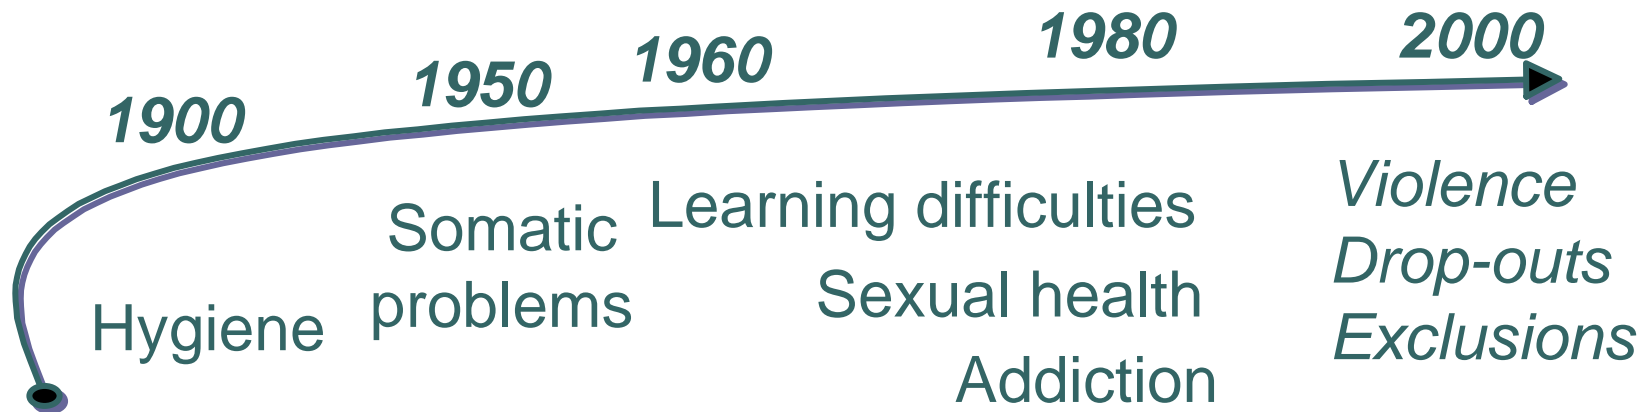 1900
1950
1960
1980
2000
Hygiene
Somatic
problems
Learning difficulties
Sexual health
Addiction
Violence
Drop-outs
Exclusions